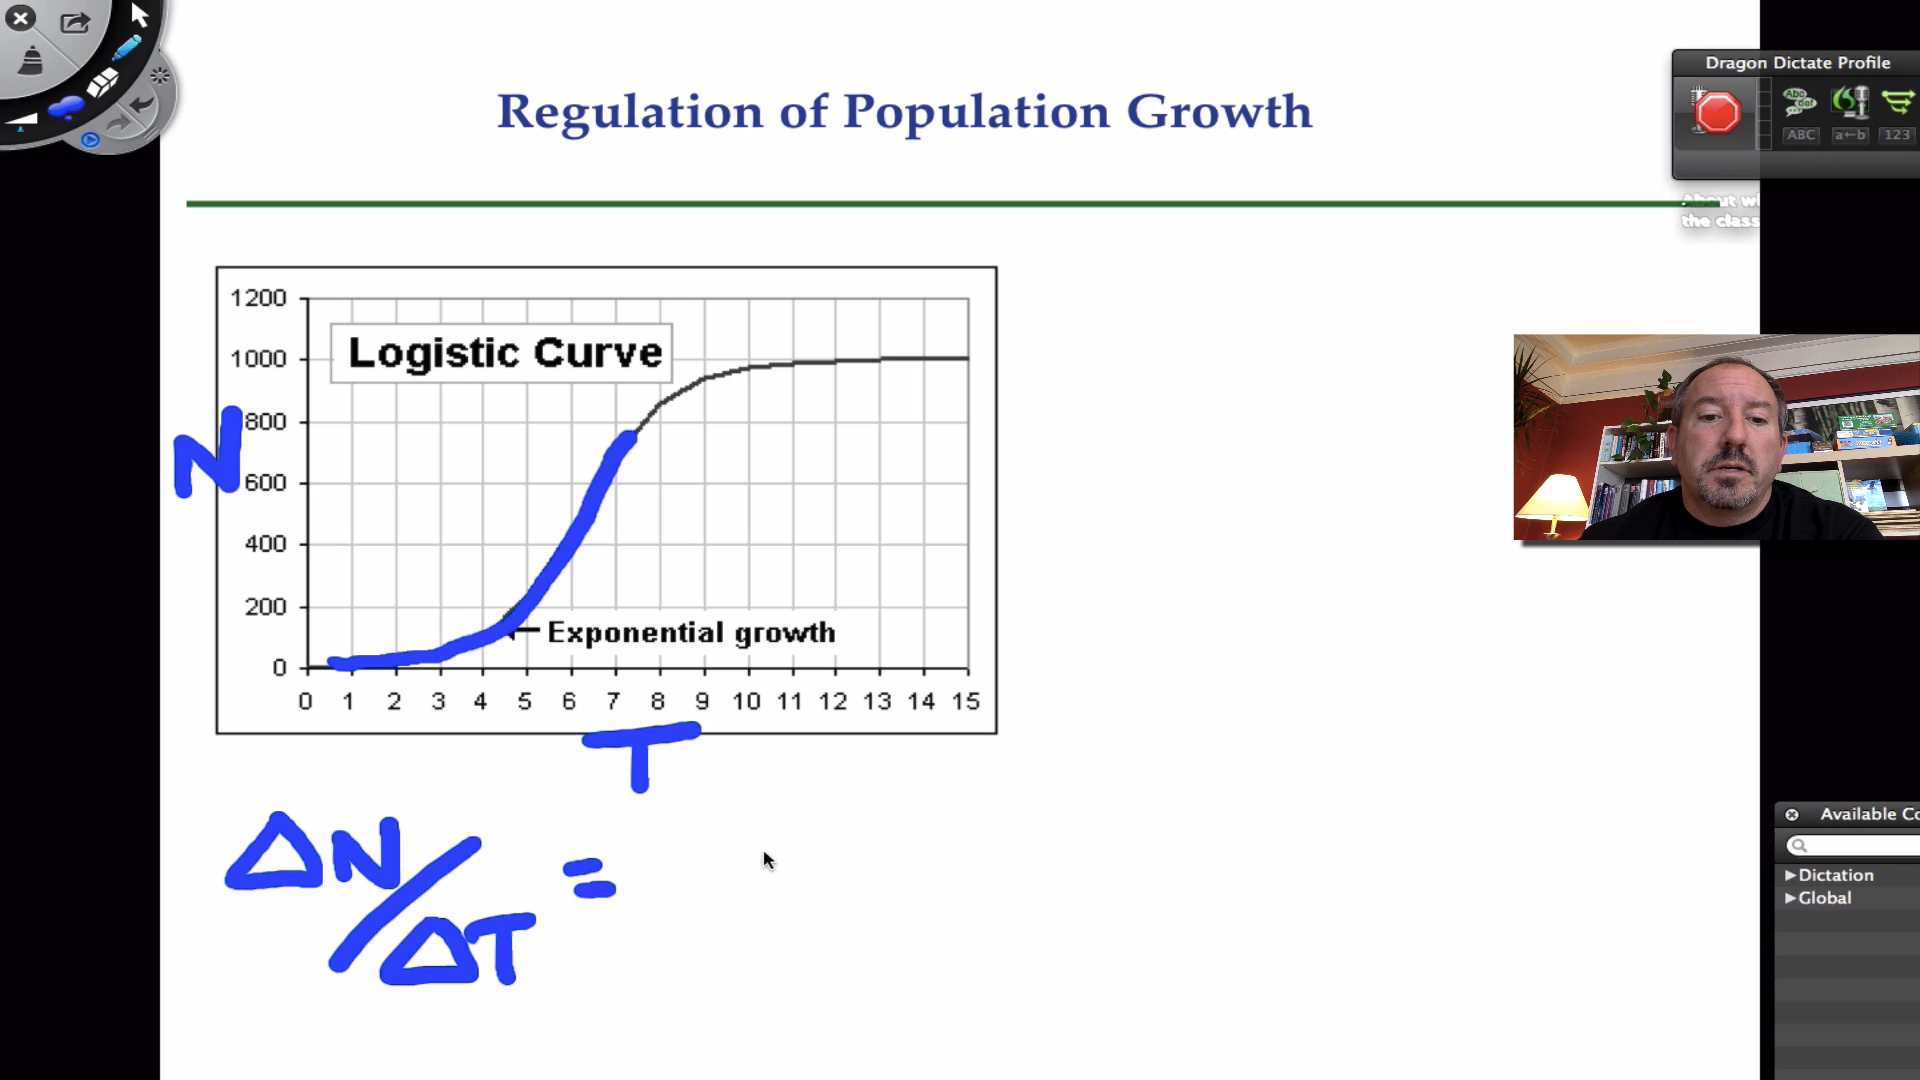 Regulation of Population Growth
Dragon Dictate Profile
ABC a←b 123
the class
1200
1000
800
600
400
200
0
Logistic Curve
Exponential growth
0 1 2 3 4 5 6 7 8 9 10 11 12 13 14 15
N
T
ΔN/ΔT =
Available Co
Dictation
Global